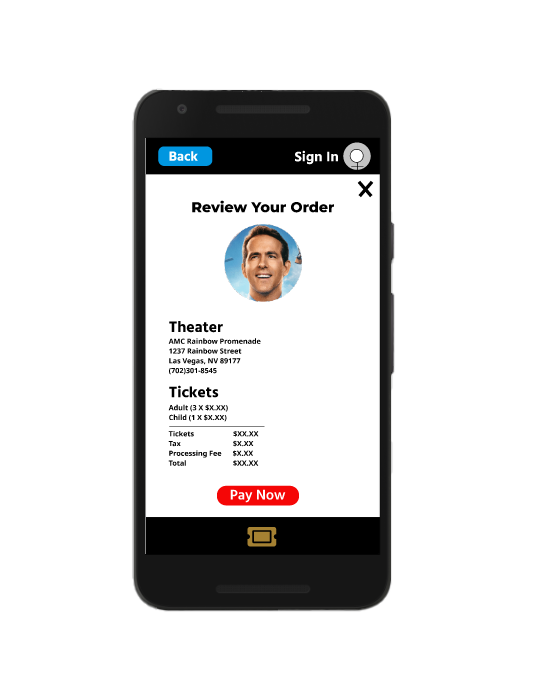 Back
Sign In
X
Review Your Order
Theater
AMC Rainbow Promenade
1237 Rainbow Street
Las Vegas, NV 89177
(702)301-8545
Tickets
Adult (3 X $X.XX)
Child (1 X $X.XX)
Tickets $XX.XX
Tax $X.XX
Processing Fee $X.XX
Total $XX.XX
Pay Now